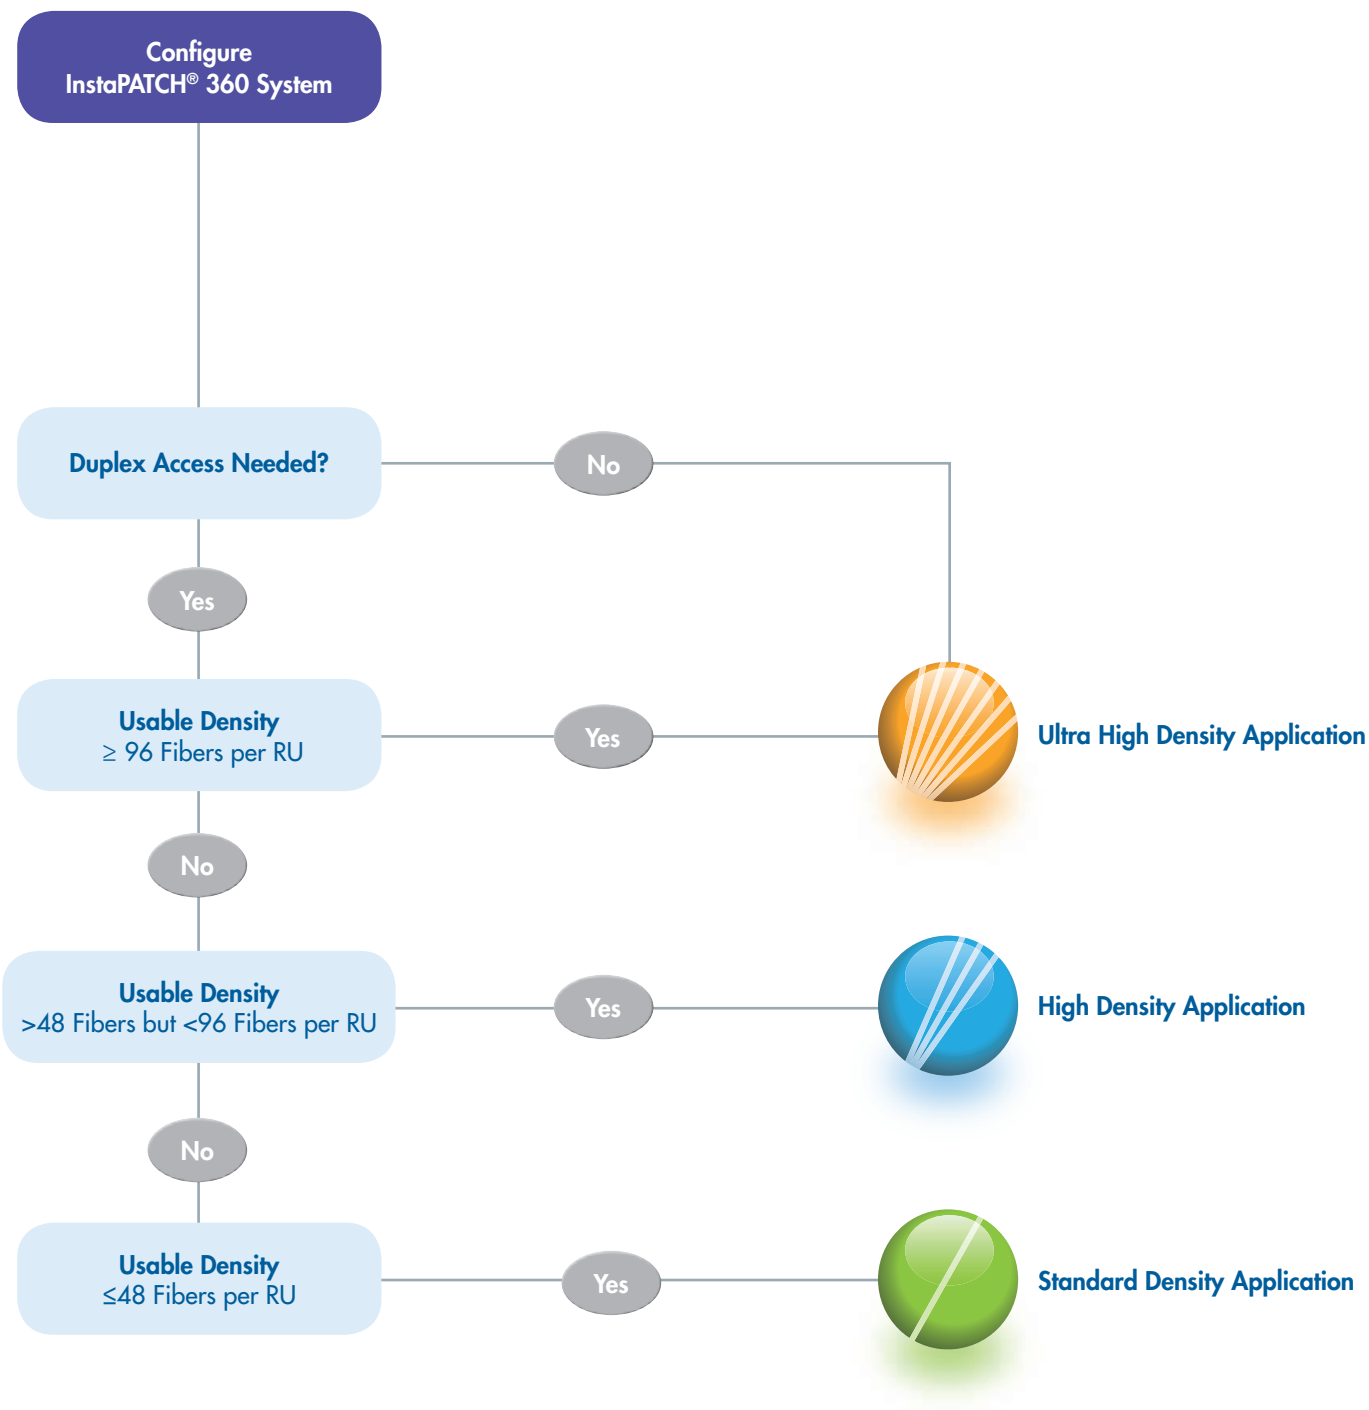 Configure
InstaPATCH® 360 System
Duplex Access Needed?
No
Yes
Usable Density
≥ 96 Fibers per RU
Yes
Ultra High Density Application
No
Usable Density
>48 Fibers but <96 Fibers per RU
Yes
High Density Application
No
Usable Density
≤48 Fibers per RU
Yes
Standard Density Application